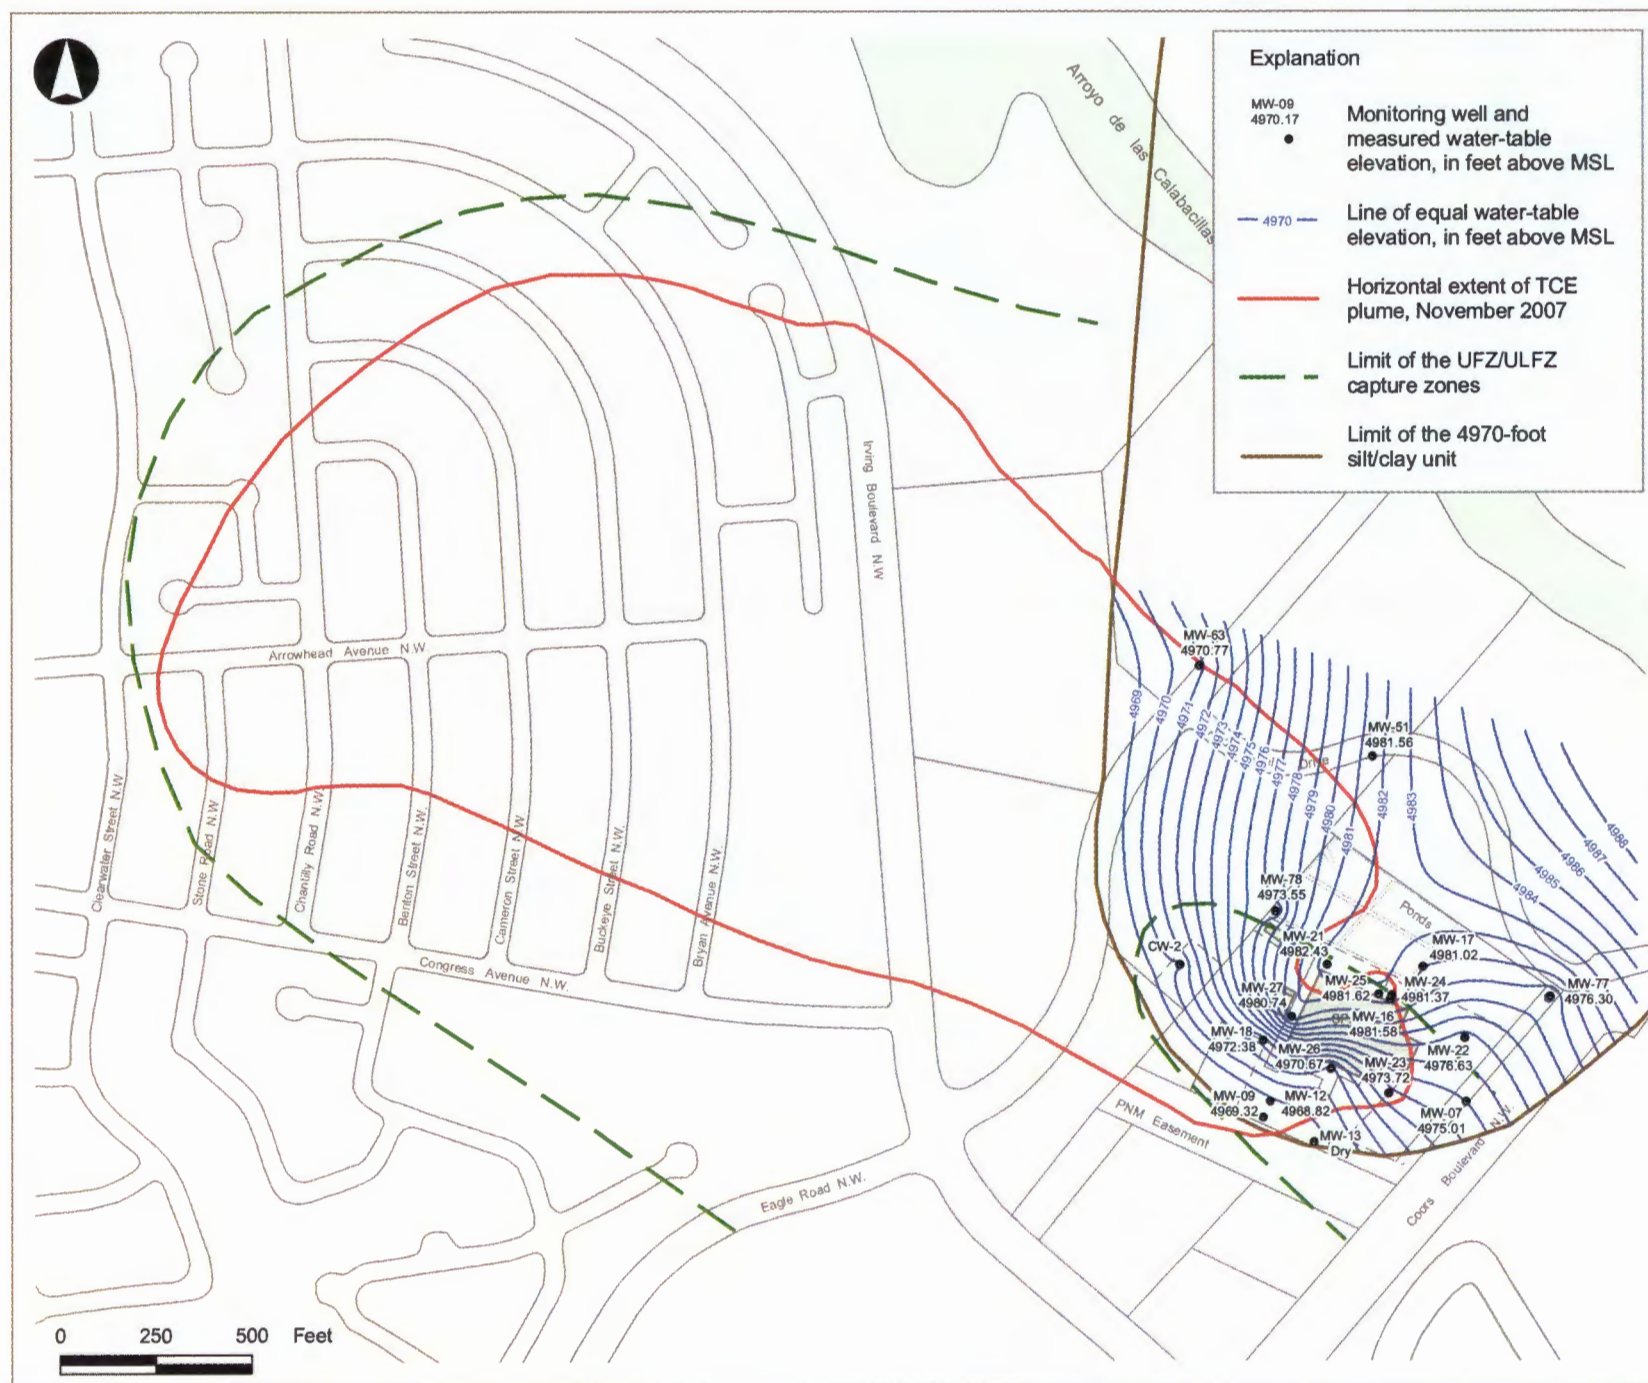 Explanation
MW-09
4970.17
Monitoring well and
measured water-table
elevation, in feet above MSL
4970
Line of equal water-table
elevation, in feet above MSL
Horizontal extent of TCE
plume, November 2007
Limit of the UFZ/ULFZ
capture zones
Limit of the 4970-foot
silt/clay unit
Arroyo de las Calabacillas
Irving Boulevard N.W
Arrowhead Avenue N.W.
Clearwater Street N.W.
Stone Road N.W.
Chantilly Road N.W.
Benton Street N.W.
Cameron Street N.W.
Buckeye Street N.W.
Bryan Avenue N.W.
Congress Avenue N.W.
Eagle Road N.W.
PNM Easement
Coors Boulevard N.W.
Drive
Ponds
MW-63
4970.77
MW-51
4981.56
4969
4970
4971
4972
4973
4974
4975
4976
4977
4978
4979
4980
4981
4982
4983
4984
4985
4986
4987
4988
MW-78
4973.55
MW-21
4982.43
CW-2
MW-17
4981.02
MW-25
4981.62
MW-24
4981.37
MW-77
4976.30
MW-27
4980.74
MW-16
4981.58
MW-18
4972.38
MW-26
4970.67
MW-23
4973.72
MW-22
4976.63
MW-09
4969.32
MW-12
4968.82
MW-07
4975.01
MW-13
Dry
0 250 500 Feet